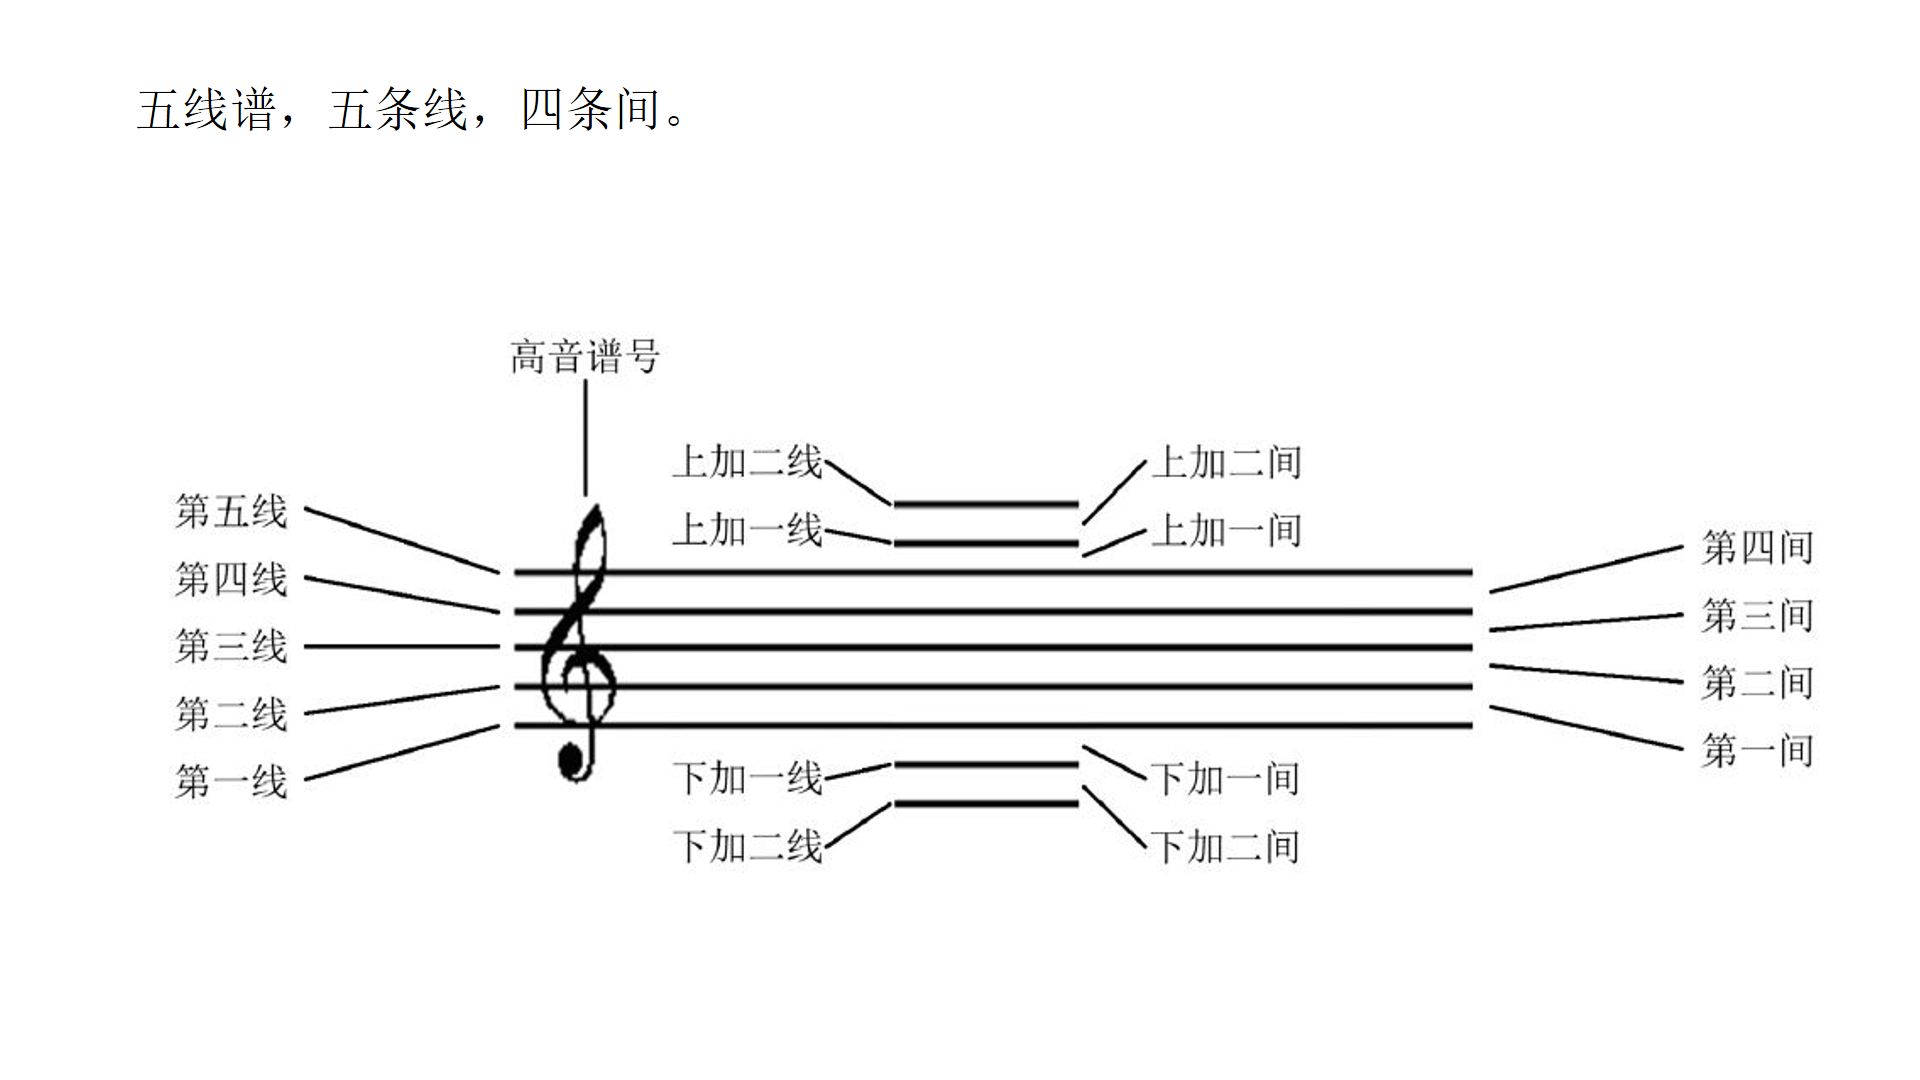 五线谱，五条线，四条间。
高音谱号
上加二线
上加二间
第五线
上加一线
上加一间
第四间
第四线
第三间
第三线
第二间
第二线
第一间
第一线
下加一线
下加一间
下加二线
下加二间